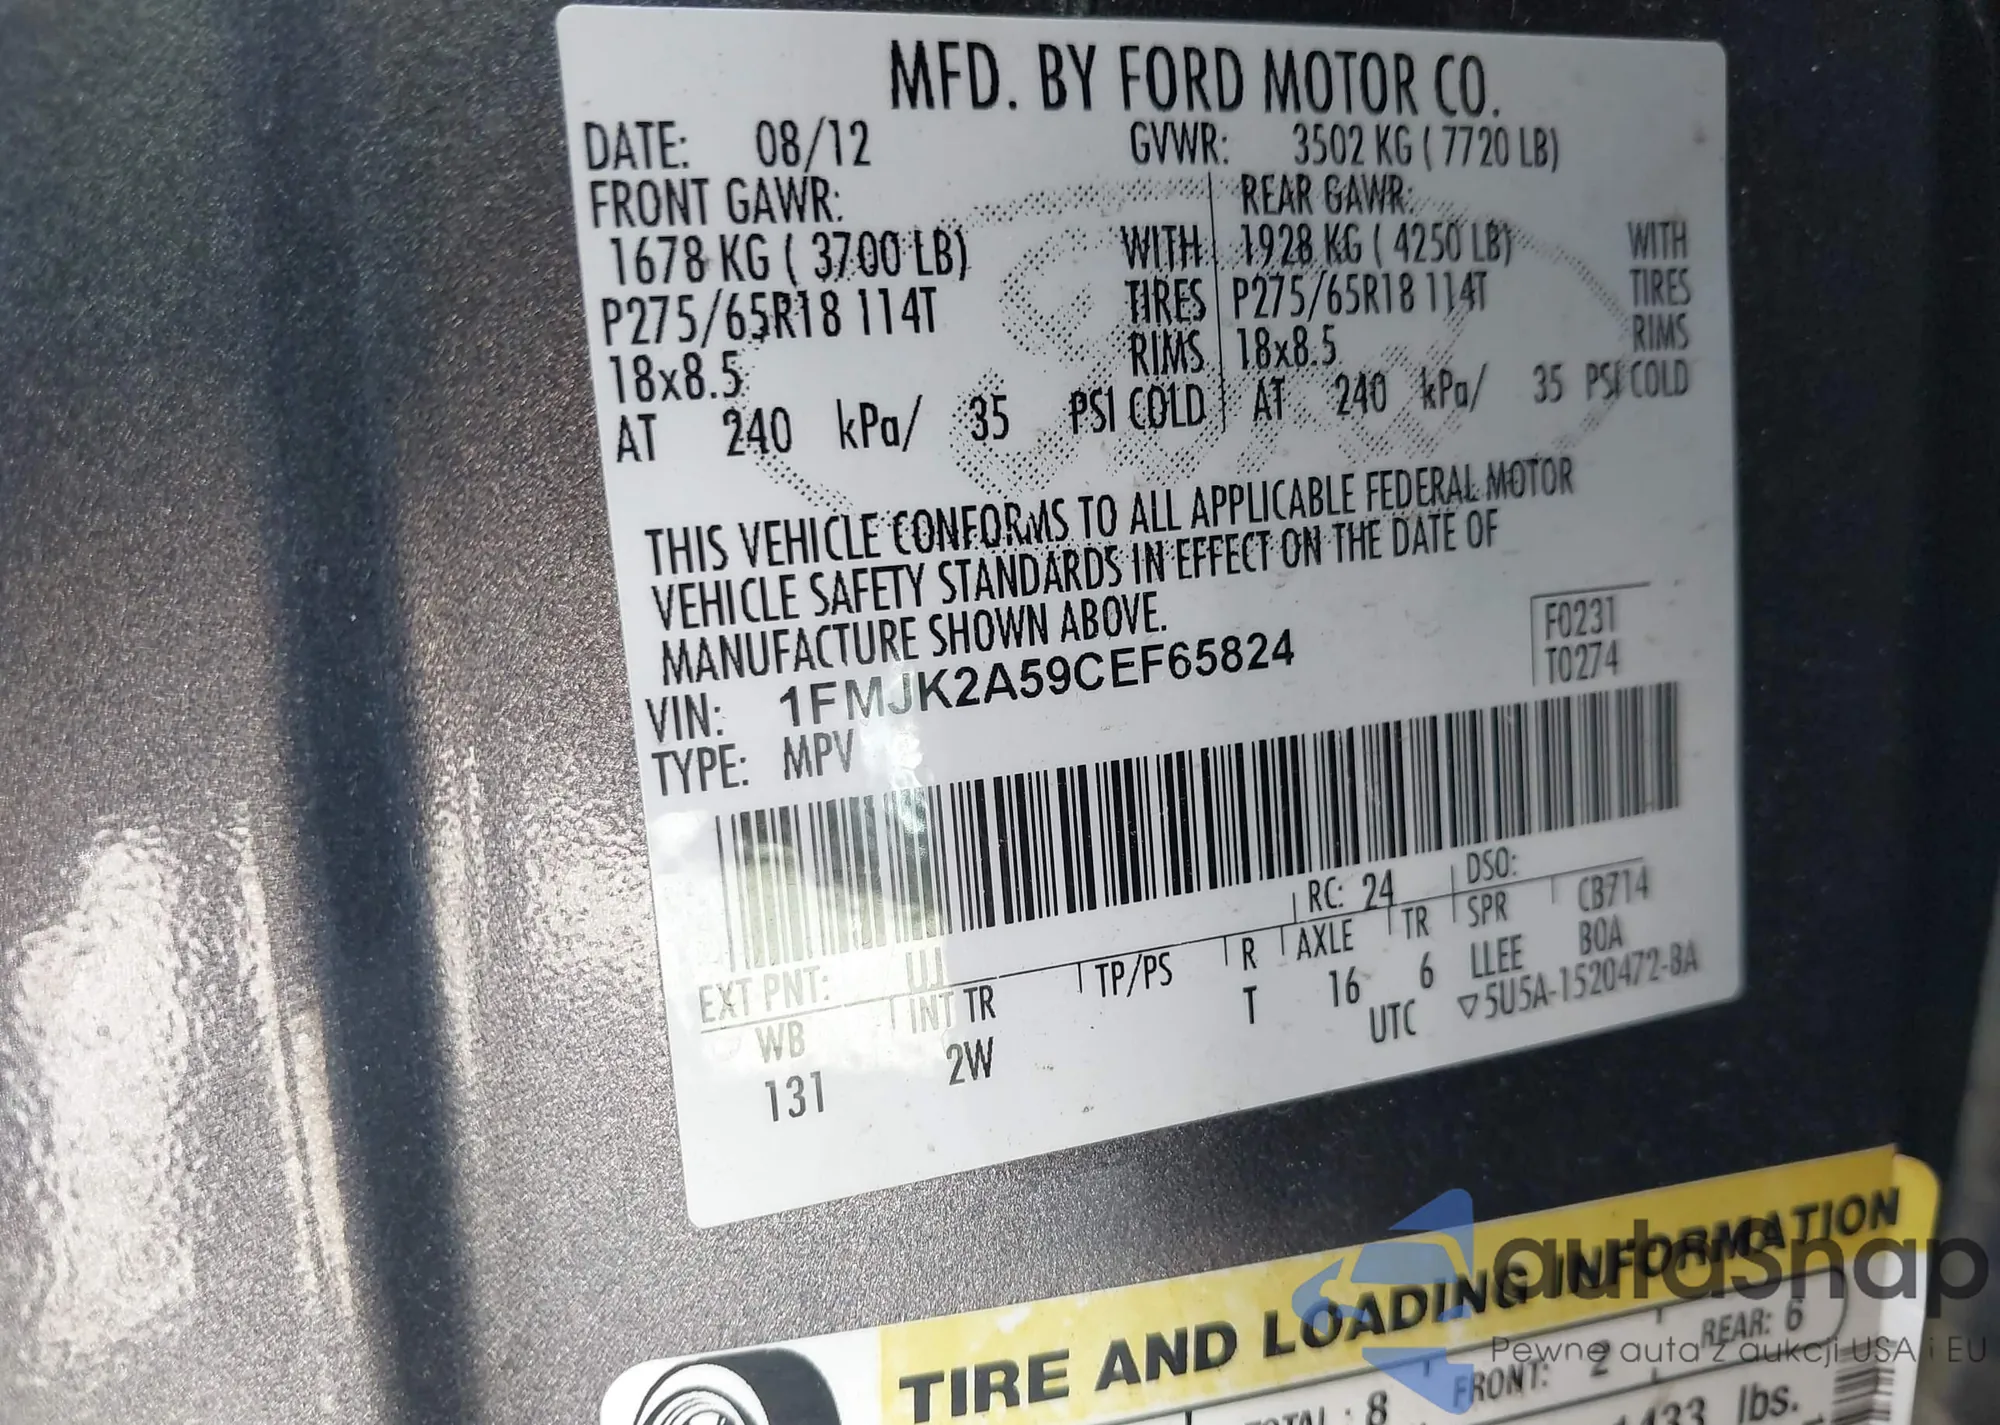 MFD. BY FORD MOTOR CO.
DATE: 08/12 GVWR: 3502 KG ( 7720 LB)
FRONT GAWR: REAR GAWR:
1678 KG ( 3700 LB) WITH 1928 KG ( 4250 LB) WITH
P275/65R18 114T TIRES P275/65R18 114T TIRES
18x8.5 RIMS 18x8.5 RIMS
AT 240 kPa/ 35 PSI COLD AT 240 kPa/ 35 PSI COLD
THIS VEHICLE CONFORMS TO ALL APPLICABLE FEDERAL MOTOR
VEHICLE SAFETY STANDARDS IN EFFECT ON THE DATE OF
MANUFACTURE SHOWN ABOVE.
F0231
T0274
VIN: 1FMJK2A59CEF65824
TYPE: MPV
EXT PNT: UJ RC: 24 DSO:
WB INT TR TP/PS R AXLE TR SPR CB714
131 2W T 16 6 LLEE BOA
UTC ▽5U5A-1520472-BA
TIRE AND LOADING INFORMATION
TOTAL : 8 FRONT: 2 REAR: 6
1433 lbs.
autosnap
Pewne auta z aukcji USA i EU